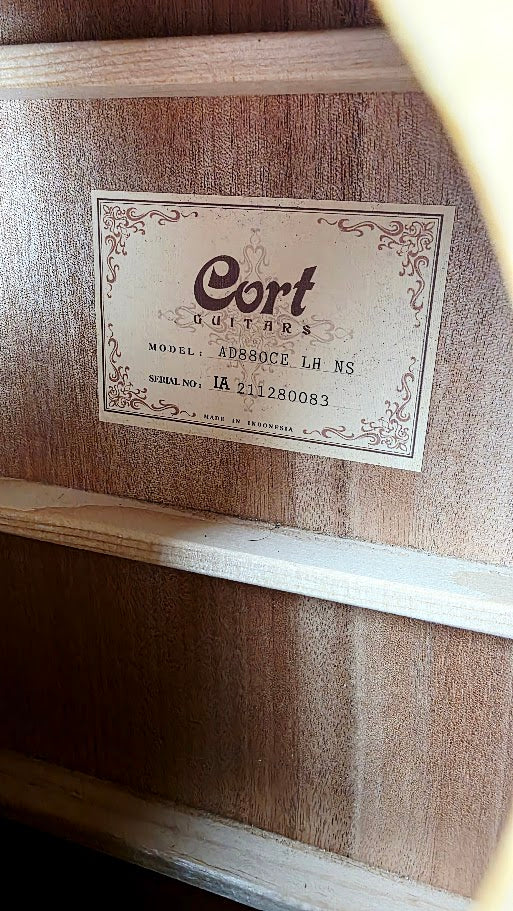 Cort
GUITARS
MODEL: AD880CE LH NS
SERIAL NO: IA 211280083
MADE IN INDONESIA